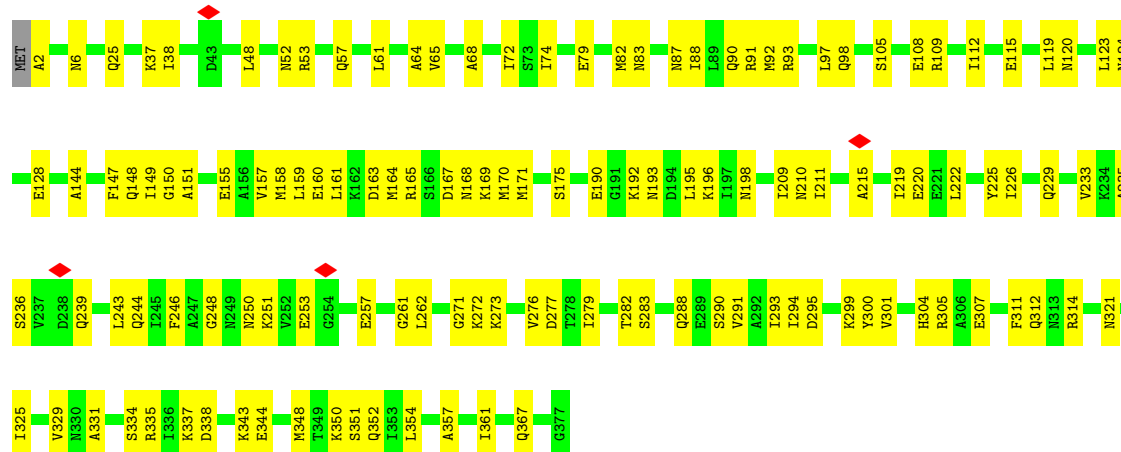 MET A2 N6 Q25 K37 I38 D43 L48 N52 R53 Q57 L61 A64 V65 A68 I72 S73 I74 E79 M82 N83 N87 I88 L89 Q90 R91 M92 R93 L97 Q98 S105 E108 R109 I112 E115 L119 N120 L123
E128 A144 F147 Q148 I149 G150 A151 E155 A156 V157 M158 L159 E160 L161 K162 D163 M164 R165 S166 D167 N168 K169 M170 M171 S175 E190 G191 K192 N193 D194 L195 K196 I197 N198 I209 N210 I211 A215 I219 E220 E221 L222 Y225 I226 Q229 V233 K234
S236 V237 D238 Q239 L243 Q244 I245 F246 A247 G248 N249 N250 K251 V252 E253 G254 E257 G261 L262 G271 K272 K273 V276 D277 T278 I279 T282 S283 Q288 E289 S290 V291 A292 I293 I294 D295 K299 Y300 V301 H304 R305 A306 E307 F311 Q312 N313 R314 N321
I325 V329 N330 A331 S334 R335 I336 K337 D338 K343 E344 M348 T349 K350 S351 Q352 I353 L354 A357 I361 Q367 G377